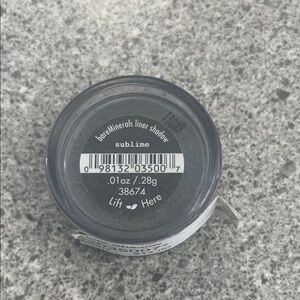 bareMinerals liner shadow
sublime
0 98132 03500 7
.01oz / .28g
38674
Lift Here